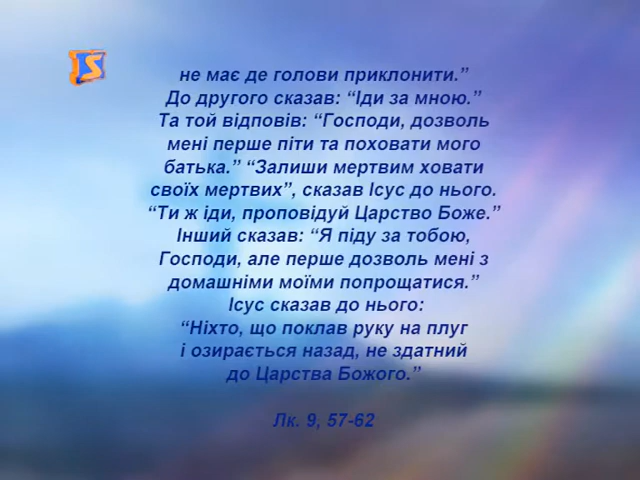 IS
не має де голови приклонити.”
До другого сказав: “Іди за мною.”
Та той відповів: “Господи, дозволь
мені перше піти та поховати мого
батька.” “Залиши мертвим ховати
своїх мертвих”, сказав Ісус до нього.
“Ти ж іди, проповідуй Царство Боже.”
Інший сказав: “Я піду за тобою,
Господи, але перше дозволь мені з
домашніми моїми попрощатися.”
Ісус сказав до нього:
“Ніхто, що поклав руку на плуг
і озирається назад, не здатний
до Царства Божого.”
Лк. 9, 57-62